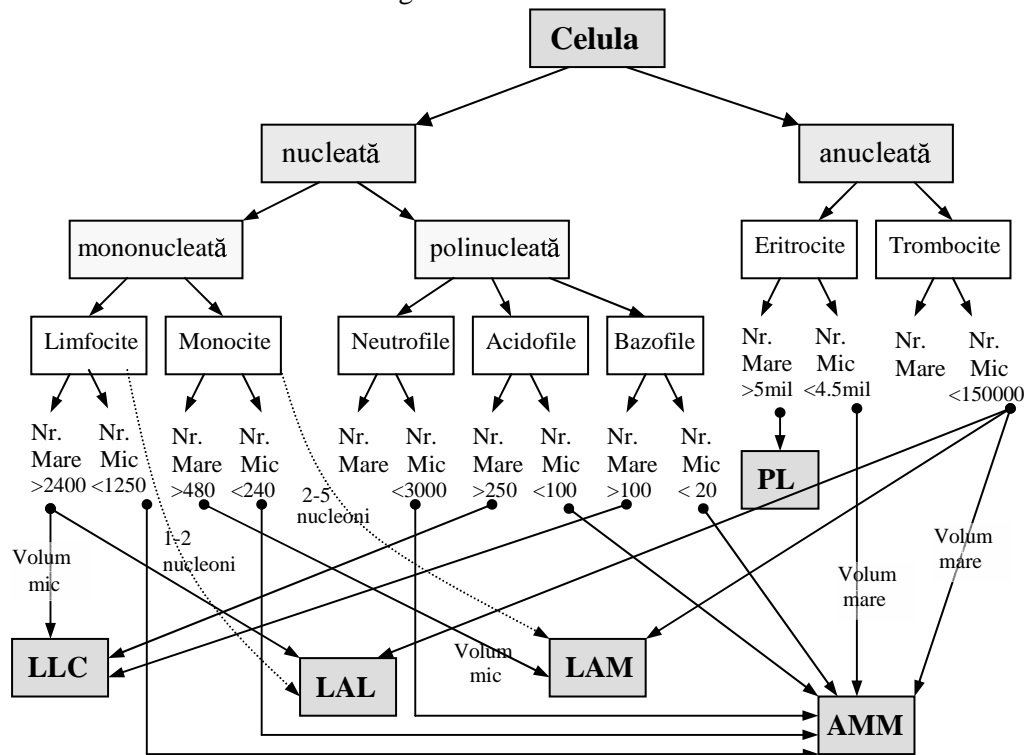 Celula
nucleată
anucleată
mononucleată
polinucleată
Eritrocite
Trombocite
Limfocite
Monocite
Neutrofile
Acidofile
Bazofile
Nr.
Mare
>5mil
Nr.
Mic
<4.5mil
Nr.
Mare
Nr.
Mic
<150000
Nr.
Mare
>2400
Nr.
Mic
<1250
Nr.
Mare
>480
Nr.
Mic
<240
Nr.
Mare
Nr.
Mic
<3000
Nr.
Mare
>250
Nr.
Mic
<100
Nr.
Mare
>100
Nr.
Mic
< 20
PL
2-5
nucleoni
1-2
nucleoni
Volum
mic
Volum
mic
Volum
mare
Volum
mare
LLC
LAL
LAM
AMM